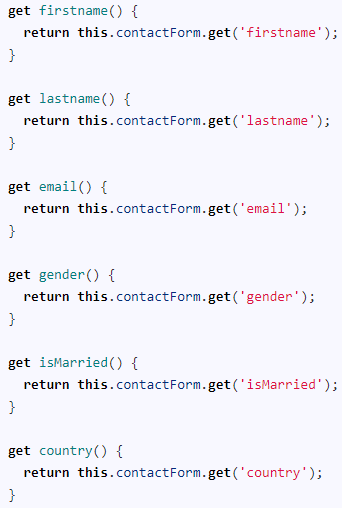 get firstname() {
  return this.contactForm.get('firstname');
}

get lastname() {
  return this.contactForm.get('lastname');
}

get email() {
  return this.contactForm.get('email');
}

get gender() {
  return this.contactForm.get('gender');
}

get isMarried() {
  return this.contactForm.get('isMarried');
}

get country() {
  return this.contactForm.get('country');
}